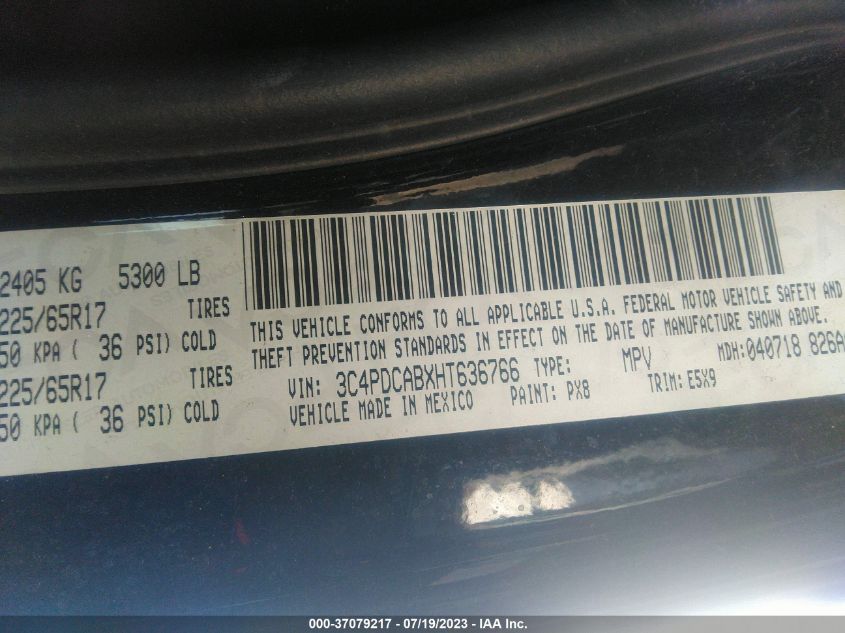 2405 KG 5300 LB
225/65R17 TIRES
50 KPA ( 36 PSI) COLD
225/65R17 TIRES
50 KPA ( 36 PSI) COLD
THIS VEHICLE CONFORMS TO ALL APPLICABLE U.S.A. FEDERAL MOTOR VEHICLE SAFETY AND
THEFT PREVENTION STANDARDS IN EFFECT ON THE DATE OF MANUFACTURE SHOWN ABOVE.
VIN: 3C4PDCABXHT636766 TYPE: MPV MDH:040718 826A
VEHICLE MADE IN MEXICO PAINT: PX8 TRIM: E5X9
000-37079217 - 07/19/2023 - IAA Inc.